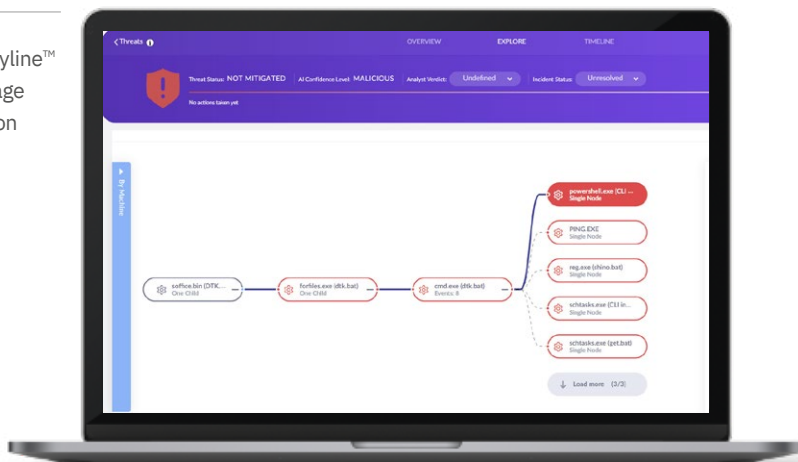 yline™
age
on
Threats
OVERVIEW
EXPLORE
TIMELINE
Threat Status: NOT MITIGATED
AI Confidence Level: MALICIOUS
Analyst Verdict: Undefined
Incident Status: Unresolved
No actions taken yet
By Machine
soffice.bin (DTK,...
One Child
forfiles.exe (dtk.bat)
One Child
cmd.exe (dtk.bat)
Events: 8
powershell.exe (CLI ...
Single Node
PING.EXE
Single Node
reg.exe (shino.bat)
Single Node
schtasks.exe (CLI in...
Single Node
schtasks.exe (get.bat)
Single Node
Load more (3/3)